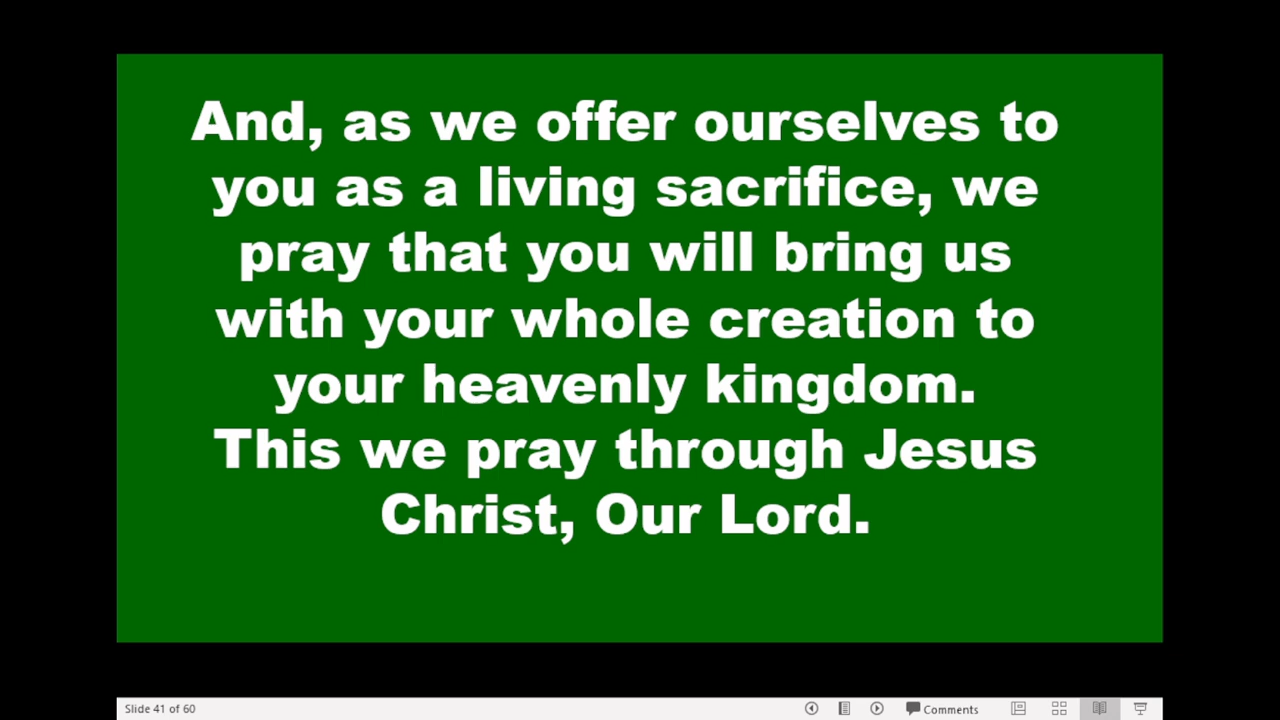 And, as we offer ourselves to
you as a living sacrifice, we
pray that you will bring us
with your whole creation to
your heavenly kingdom.
This we pray through Jesus
Christ, Our Lord.
Slide 41 of 60
Comments